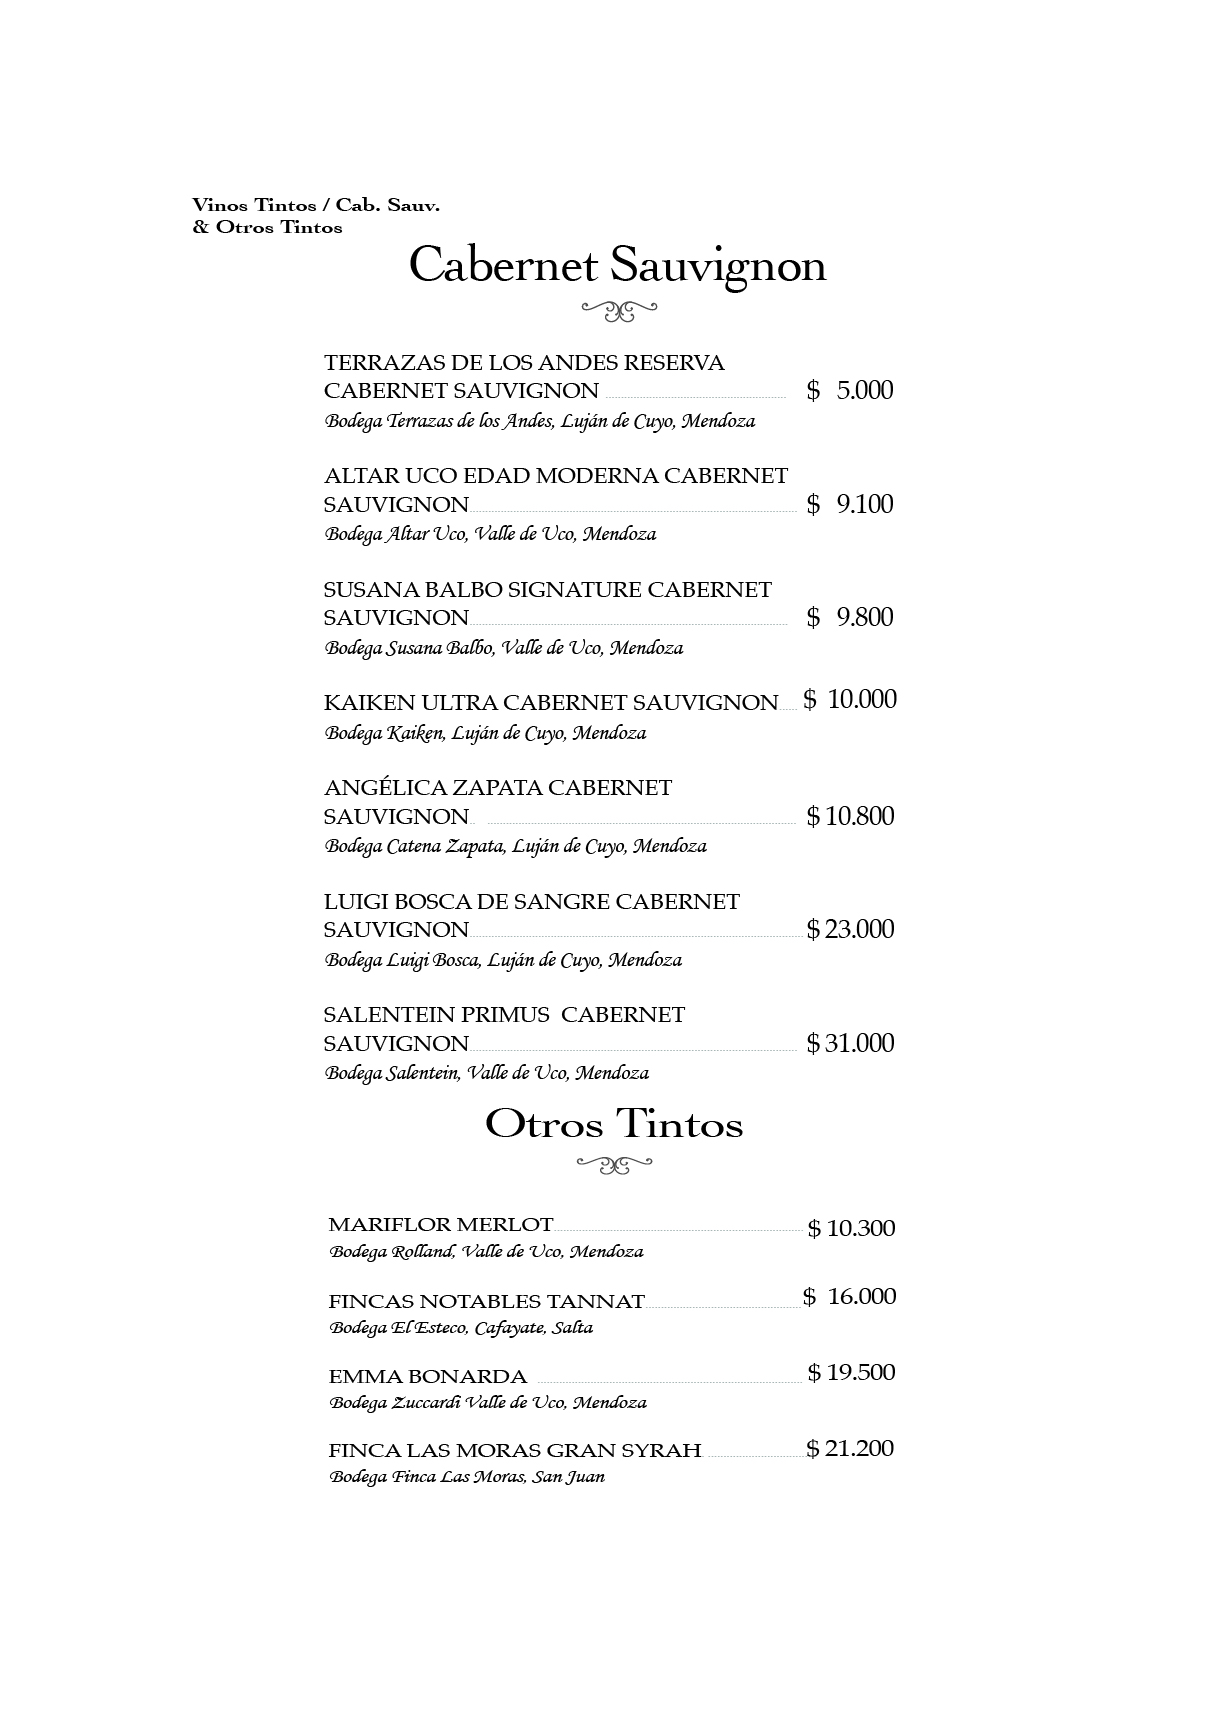 Vinos Tintos / Cab. Sauv.
& Otros Tintos
Cabernet Sauvignon
TERRAZAS DE LOS ANDES RESERVA
CABERNET SAUVIGNON $ 5.000
Bodega Terrazas de los Andes, Luján de Cuyo, Mendoza
ALTAR UCO EDAD MODERNA CABERNET
SAUVIGNON $ 9.100
Bodega Altar Uco, Valle de Uco, Mendoza
SUSANA BALBO SIGNATURE CABERNET
SAUVIGNON $ 9.800
Bodega Susana Balbo, Valle de Uco, Mendoza
KAIKEN ULTRA CABERNET SAUVIGNON $ 10.000
Bodega Kaiken, Luján de Cuyo, Mendoza
ANGÉLICA ZAPATA CABERNET
SAUVIGNON $ 10.800
Bodega Catena Zapata, Luján de Cuyo, Mendoza
LUIGI BOSCA DE SANGRE CABERNET
SAUVIGNON $ 23.000
Bodega Luigi Bosca, Luján de Cuyo, Mendoza
SALENTEIN PRIMUS CABERNET
SAUVIGNON $ 31.000
Bodega Salentein, Valle de Uco, Mendoza
Otros Tintos
MARIFLOR MERLOT $ 10.300
Bodega Rolland, Valle de Uco, Mendoza
FINCAS NOTABLES TANNAT $ 16.000
Bodega El Esteco, Cafayate, Salta
EMMA BONARDA $ 19.500
Bodega Zuccardi Valle de Uco, Mendoza
FINCA LAS MORAS GRAN SYRAH $ 21.200
Bodega Finca Las Moras, San Juan